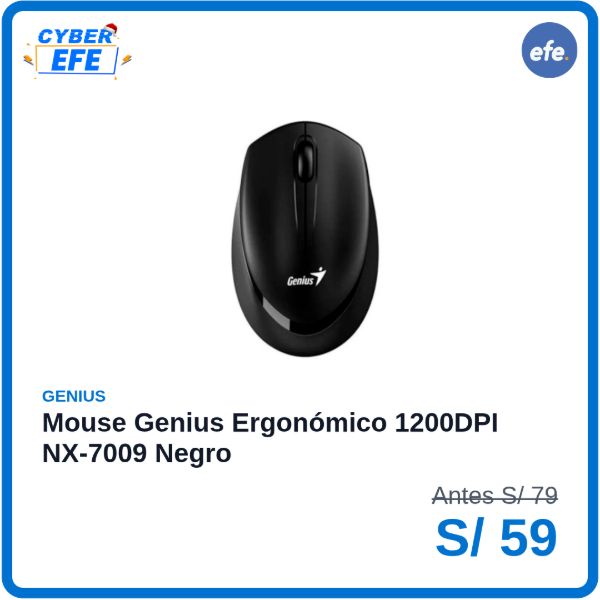 CYBER
EFE
efe.
Genius
GENIUS
Mouse Genius Ergonómico 1200DPI
NX-7009 Negro
Antes S/ 79
S/ 59